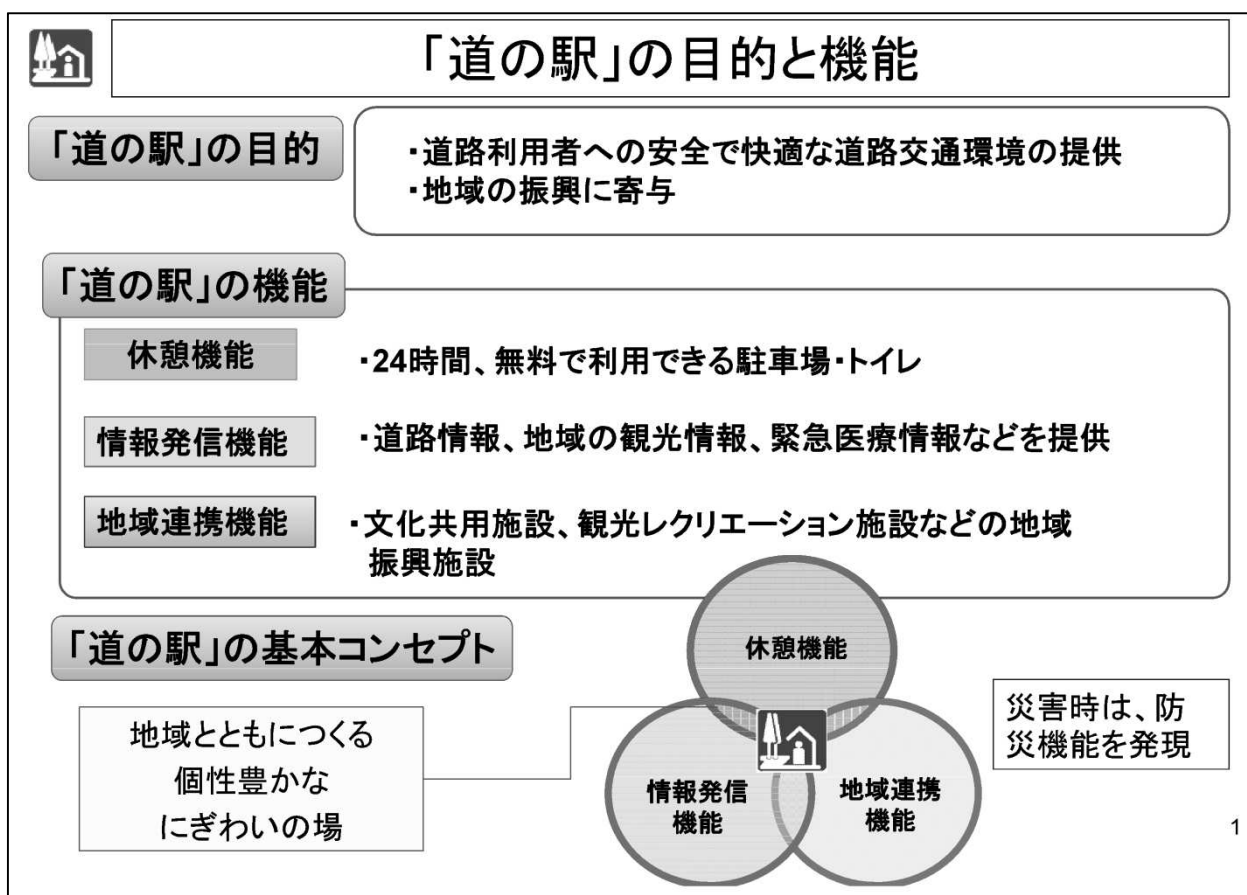 「道の駅」の目的と機能
「道の駅」の目的
・道路利用者への安全で快適な道路交通環境の提供
・地域の振興に寄与
「道の駅」の機能
休憩機能
・24時間、無料で利用できる駐車場・トイレ
情報発信機能
・道路情報、地域の観光情報、緊急医療情報などを提供
地域連携機能
・文化共用施設、観光レクリエーション施設などの地域
振興施設
「道の駅」の基本コンセプト
地域とともにつくる
個性豊かな
にぎわいの場
休憩機能
情報発信
機能
地域連携
機能
災害時は、防
災機能を発現
1